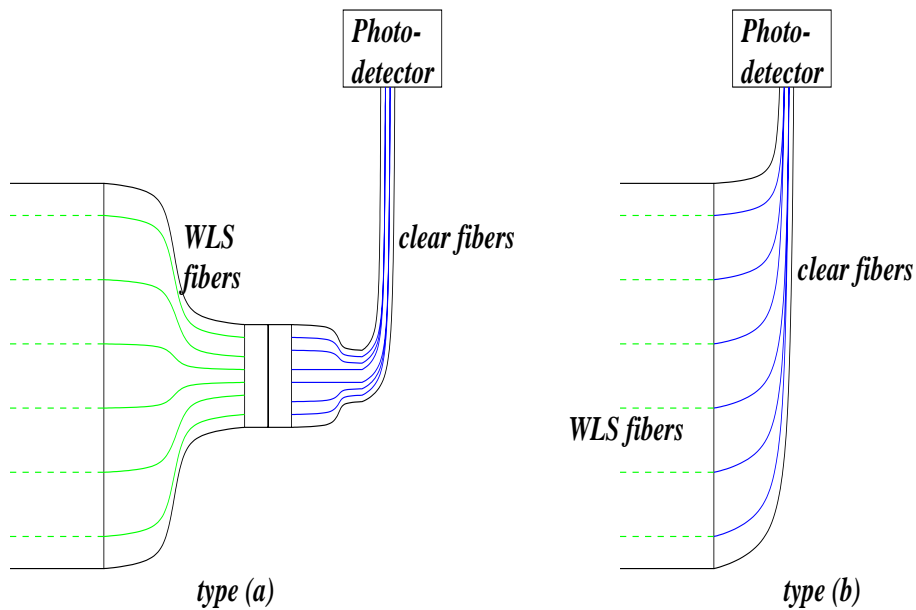 Photo-
detector
WLS
fibers
clear fibers
type (a)
Photo-
detector
clear fibers
WLS fibers
type (b)